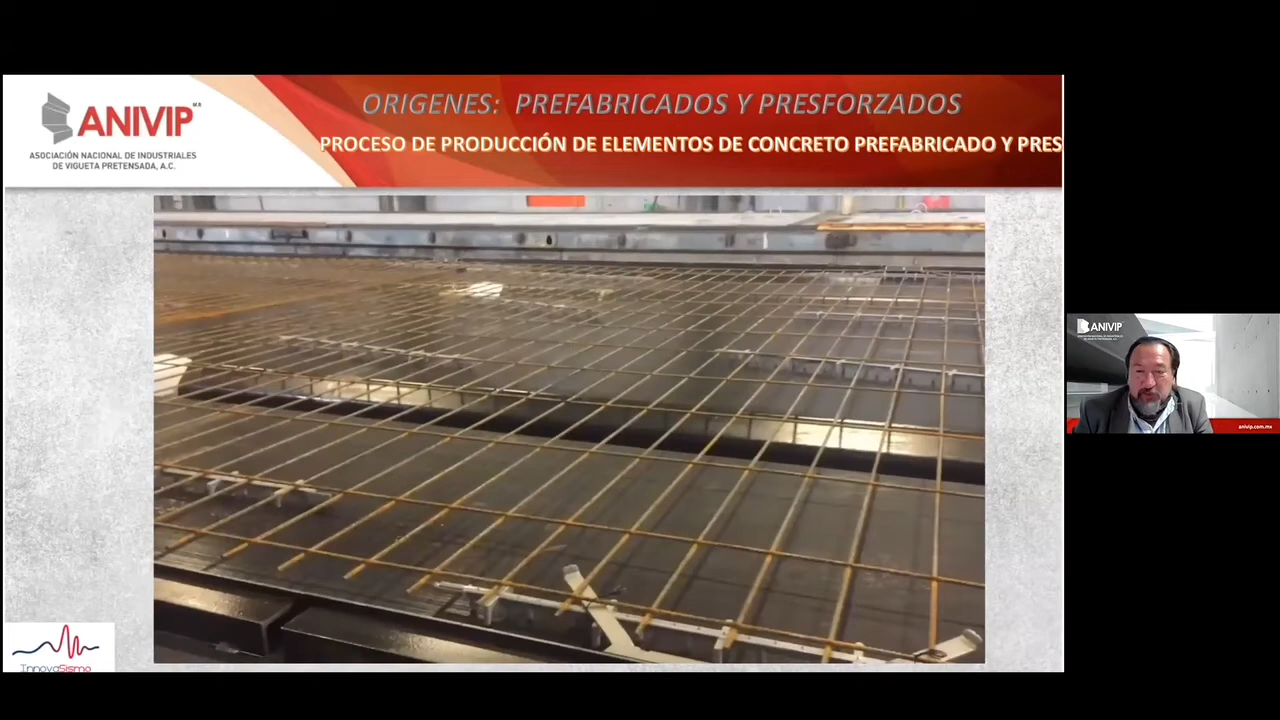 ANIVIP M.R
ASOCIACIÓN NACIONAL DE INDUSTRIALES
DE VIGUETA PRETENSADA, A.C.
ORIGENES: PREFABRICADOS Y PRESFORZADOS
PROCESO DE PRODUCCIÓN DE ELEMENTOS DE CONCRETO PREFABRICADO Y PRES
InnovaSismo
ANIVIP
anivip.com.mx